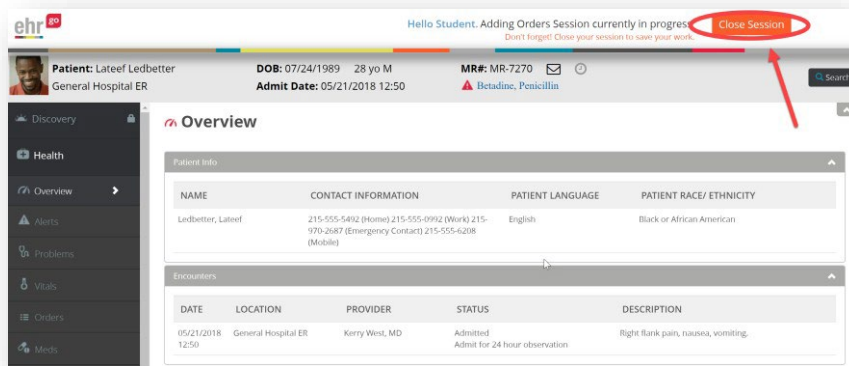 ehr go
Hello Student. Adding Orders Session currently in progress
Close Session
Don't forget! Close your session to save your work.
Patient: Lateef Ledbetter
DOB: 07/24/1989 28 yo M
MR#: MR-7270
General Hospital ER
Admit Date: 05/21/2018 12:50
Betadine, Penicillin
Search
Discovery
Overview
Health
Patient Info
Overview
NAME CONTACT INFORMATION PATIENT LANGUAGE PATIENT RACE/ ETHNICITY
Alerts
Ledbetter, Lateef
215-555-5492 (Home) 215-555-0992 (Work) 215-
970-2687 (Emergency Contact) 215-555-6208
(Mobile)
English
Black or African American
Problems
Vitals
Encounters
Orders
DATE LOCATION PROVIDER STATUS DESCRIPTION
Meds
05/21/2018
12:50
General Hospital ER
Kerry West, MD
Admitted
Admit for 24 hour observation
Right flank pain, nausea, vomiting.